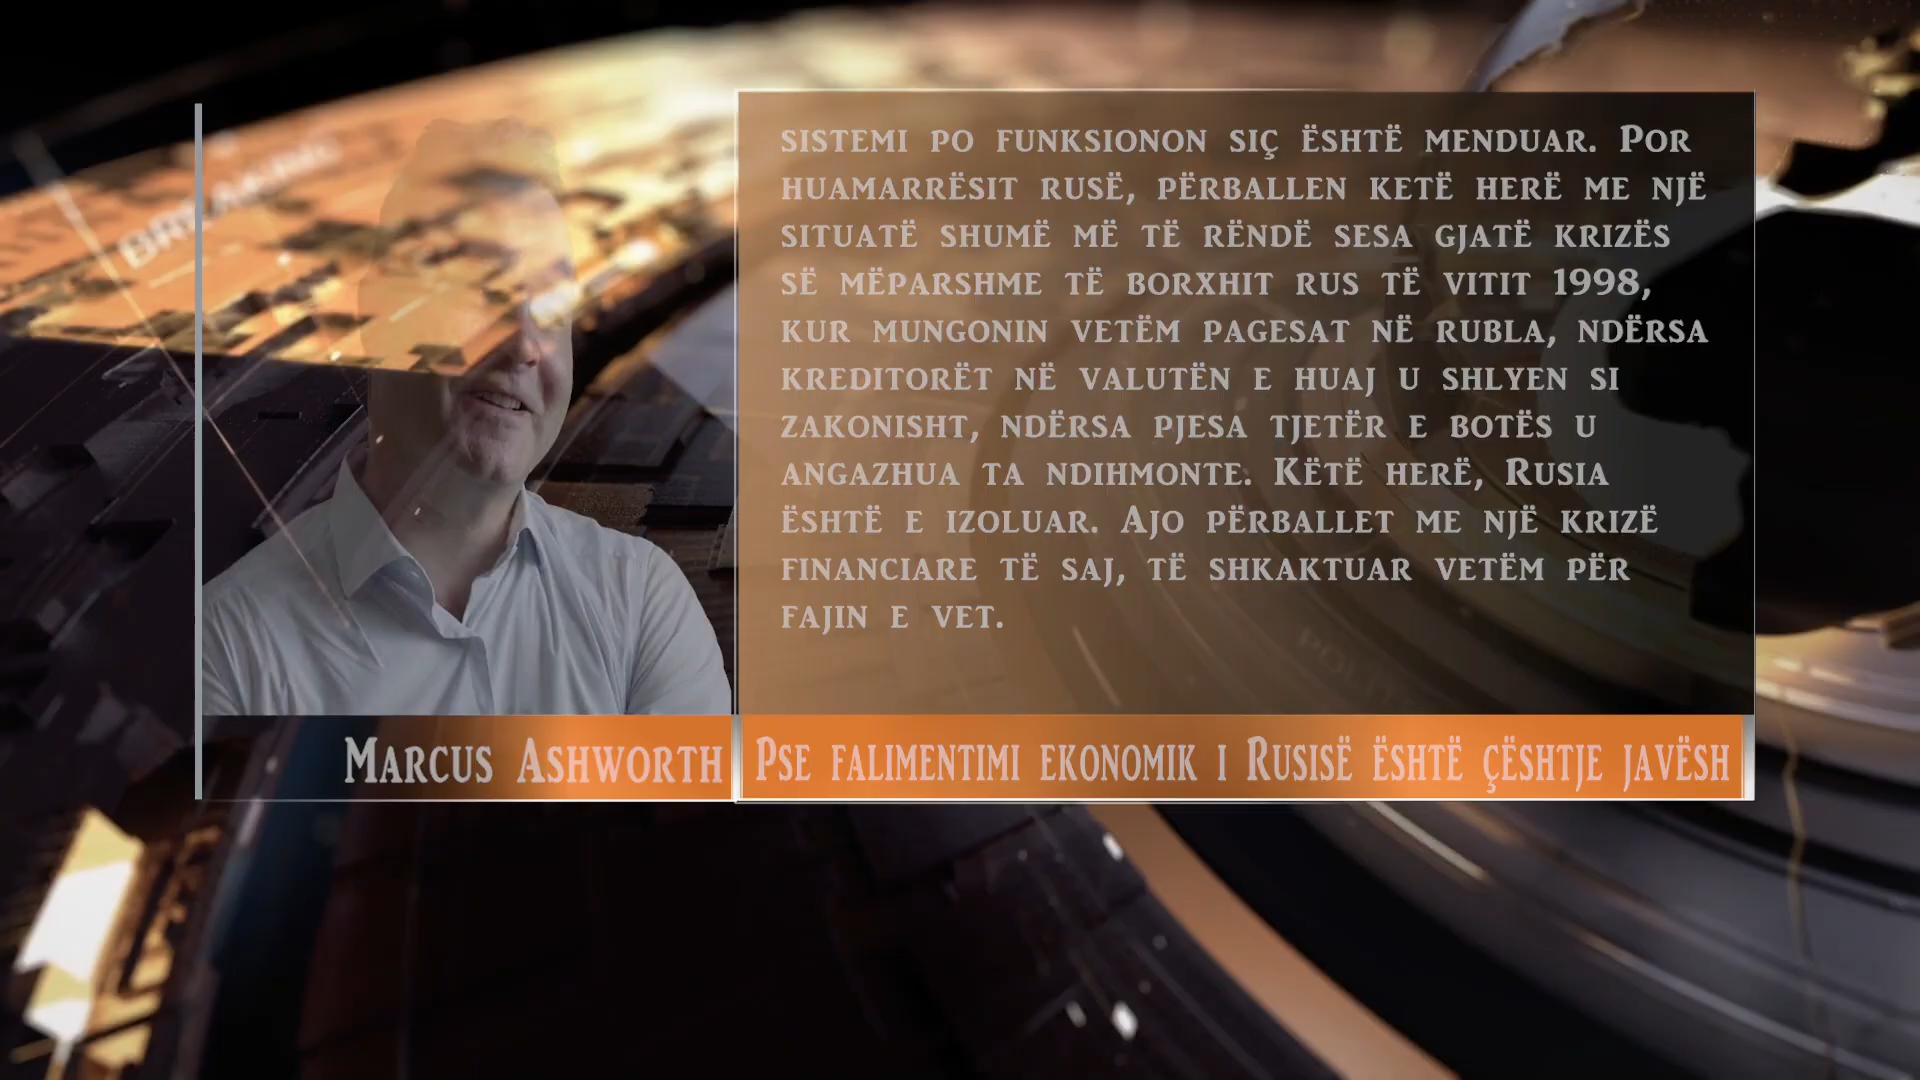 SISTEMI PO FUNKSIONON SIÇ ËSHTË MENDUAR. POR
HUAMARRËSIT RUSË, PËRBALLEN KETË HERË ME NJË
SITUATË SHUMË MË TË RËNDË SESA GJATË KRIZËS
SË MËPARSHME TË BORXHIT RUS TË VITIT 1998,
KUR MUNGONIN VETËM PAGESAT NË RUBLA, NDËRSA
KREDITORËT NË VALUTËN E HUAJ U SHLYEN SI
ZAKONISHT, NDËRSA PJESA TJETËR E BOTËS U
ANGAZHUA TA NDIHMONTE. KËTË HERË, RUSIA
ËSHTË E IZOLUAR. AJO PËRBALLET ME NJË KRIZË
FINANCIARE TË SAJ, TË SHKAKTUAR VETËM PËR
FAJIN E VET.
MARCUS ASHWORTH
PSE FALIMENTIMI EKONOMIK I RUSISË ËSHTË ÇËSHTJE JAVËSH